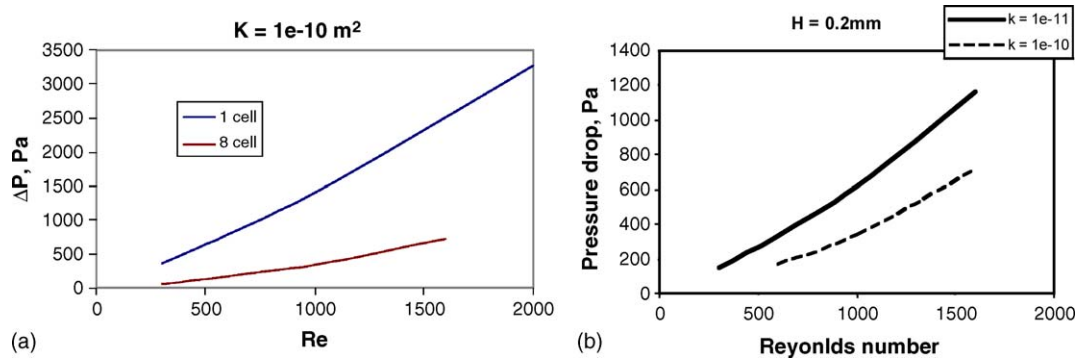 K = 1e-10 m²
3500
3000
2500
2000
1500
1000
500
0
ΔP, Pa
1 cell
8 cell
0 500 1000 1500 2000
Re
(a)
H = 0.2mm
k = 1e-11
k = 1e-10
1400
1200
1000
800
600
400
200
0
Pressure drop, Pa
0 500 1000 1500 2000
Reyonlds number
(b)